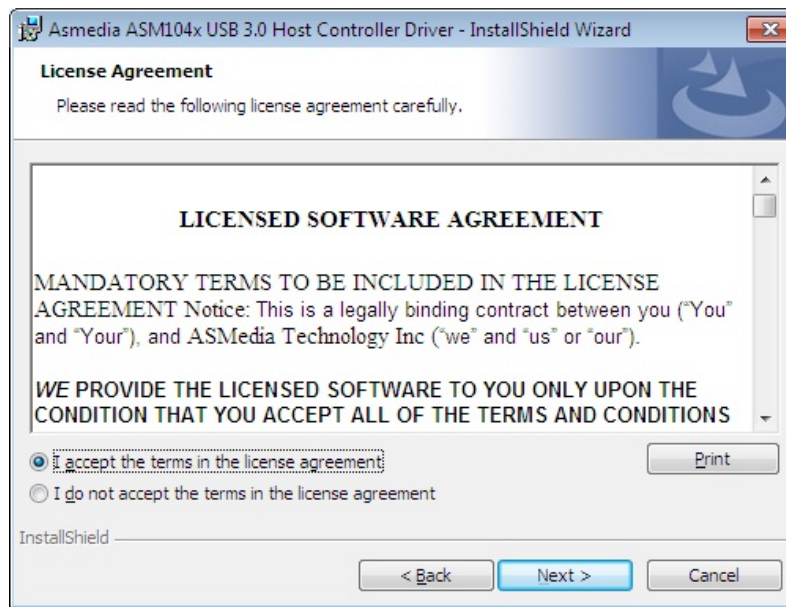 Asmedia ASM104x USB 3.0 Host Controller Driver - InstallShield Wizard
License Agreement
Please read the following license agreement carefully.
LICENSED SOFTWARE AGREEMENT
MANDATORY TERMS TO BE INCLUDED IN THE LICENSE
AGREEMENT Notice: This is a legally binding contract between you (“You”
and “Your”), and ASMedia Technology Inc (“we” and “us” or “our”).
WE PROVIDE THE LICENSED SOFTWARE TO YOU ONLY UPON THE
CONDITION THAT YOU ACCEPT ALL OF THE TERMS AND CONDITIONS
I accept the terms in the license agreement
Print
I do not accept the terms in the license agreement
InstallShield
< Back
Next >
Cancel